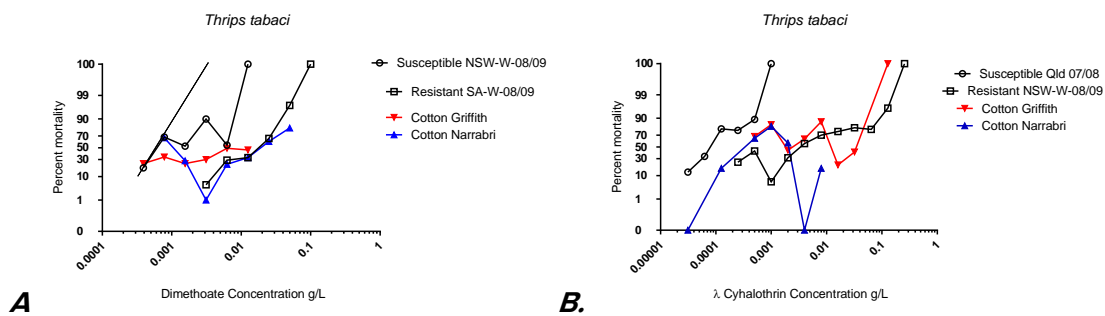 Thrips tabaci
100
99
90
70
50
30
10
1
0
Percent mortality
0.0001
0.001
0.01
0.1
1
Dimethoate Concentration g/L
Susceptible NSW-W-08/09
Resistant SA-W-08/09
Cotton Griffith
Cotton Narrabri
A
Thrips tabaci
100
99
90
70
50
30
10
1
0
Percent mortality
0.00001
0.0001
0.001
0.01
0.1
1
λ Cyhalothrin Concentration g/L
Susceptible Qld 07/08
Resistant NSW-W-08/09
Cotton Griffith
Cotton Narrabri
B.